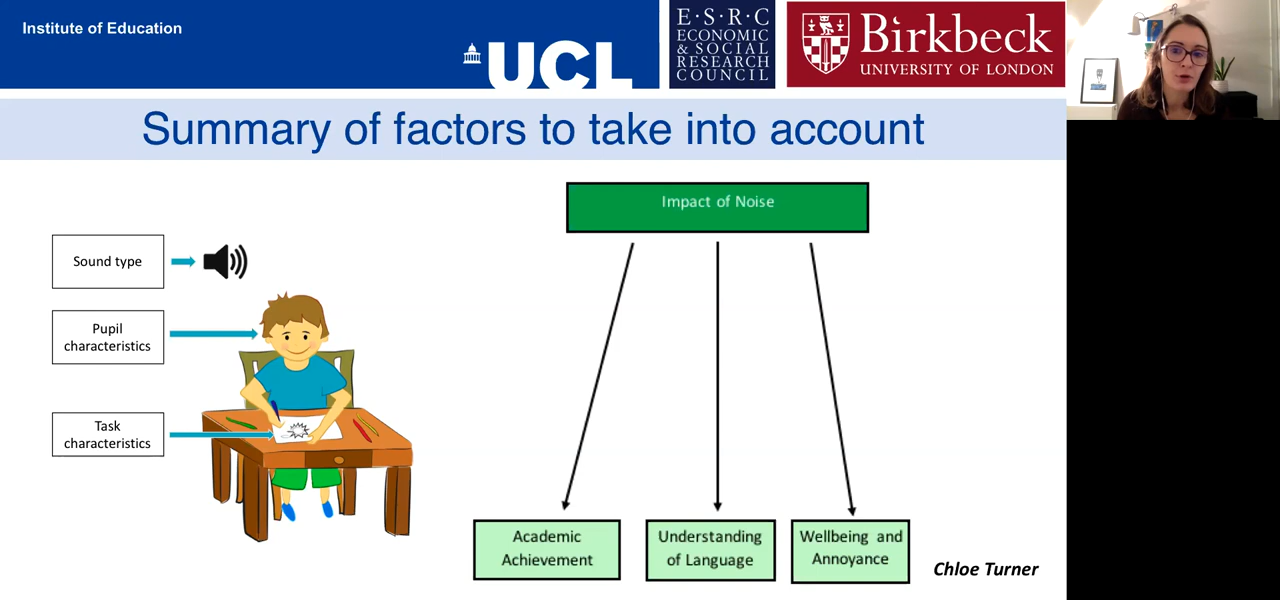 Institute of Education
UCL
E·S·R·C
ECONOMIC
& SOCIAL
RESEARCH
COUNCIL
Birkbeck
UNIVERSITY OF LONDON
Summary of factors to take into account
Impact of Noise
Sound type
Pupil
characteristics
Task
characteristics
Academic
Achievement
Understanding
of Language
Wellbeing and
Annoyance
Chloe Turner